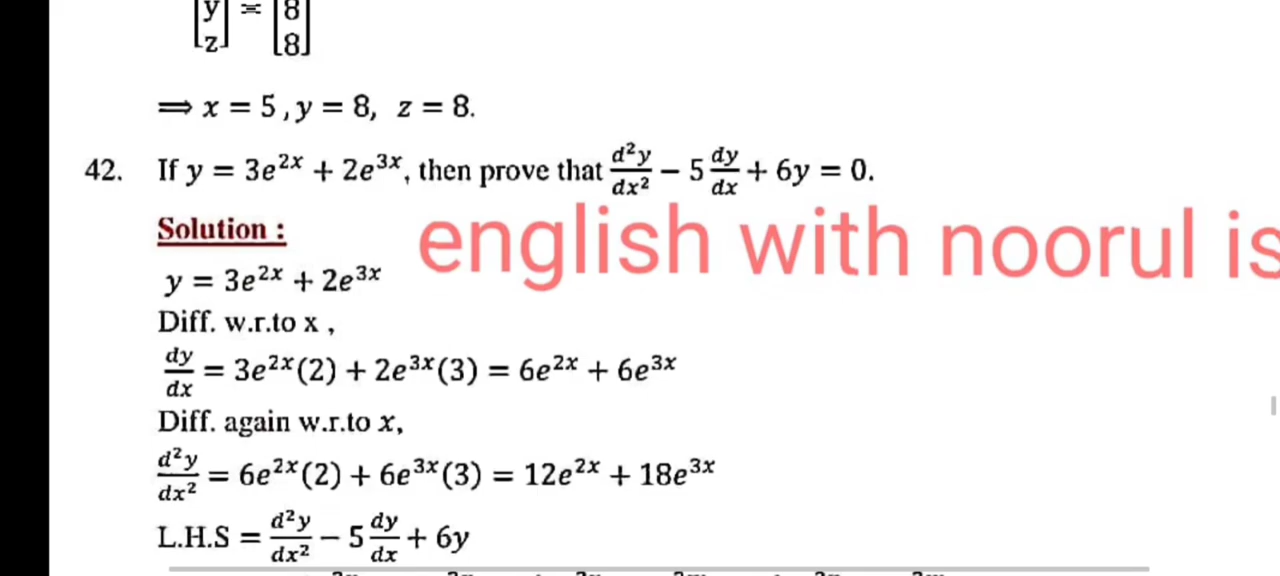 [y] = [8]
[z] [8]
⟹ x = 5 , y = 8, z = 8.
42. If y = 3e^{2x} + 2e^{3x}, then prove that d²y/dx² − 5 dy/dx + 6y = 0.
Solution :
english with noorul is
y = 3e^{2x} + 2e^{3x}
Diff. w.r.to x ,
dy/dx = 3e^{2x}(2) + 2e^{3x}(3) = 6e^{2x} + 6e^{3x}
Diff. again w.r.to x,
d²y/dx² = 6e^{2x}(2) + 6e^{3x}(3) = 12e^{2x} + 18e^{3x}
L.H.S = d²y/dx² − 5 dy/dx + 6y